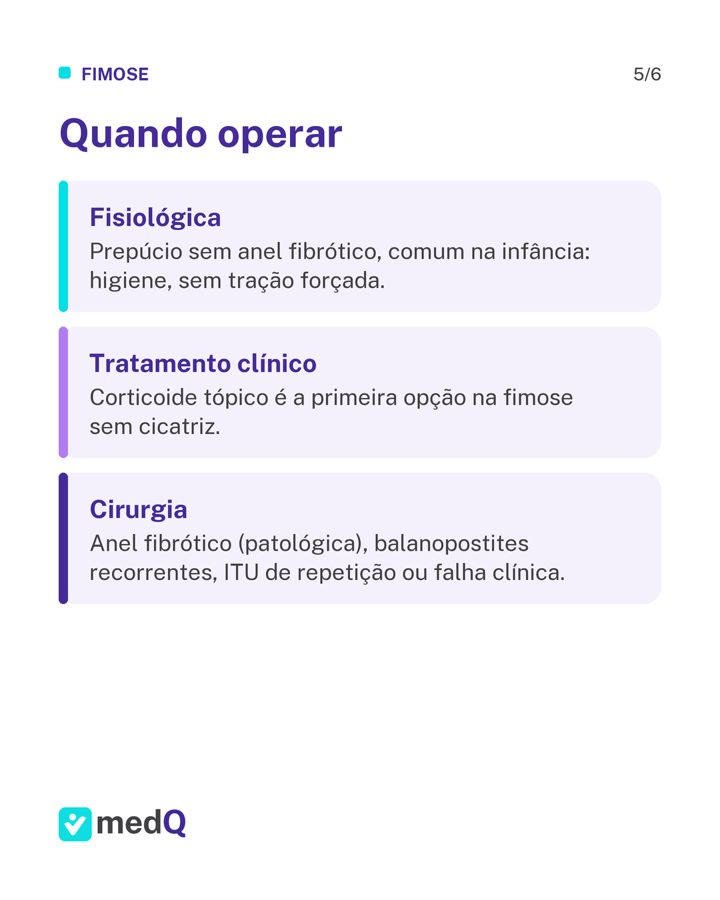 FIMOSE
5/6
Quando operar
Fisiológica
Prepúcio sem anel fibrótico, comum na infância:
higiene, sem tração forçada.
Tratamento clínico
Corticoide tópico é a primeira opção na fimose
sem cicatriz.
Cirurgia
Anel fibrótico (patológica), balanopostites
recorrentes, ITU de repetição ou falha clínica.
medQ